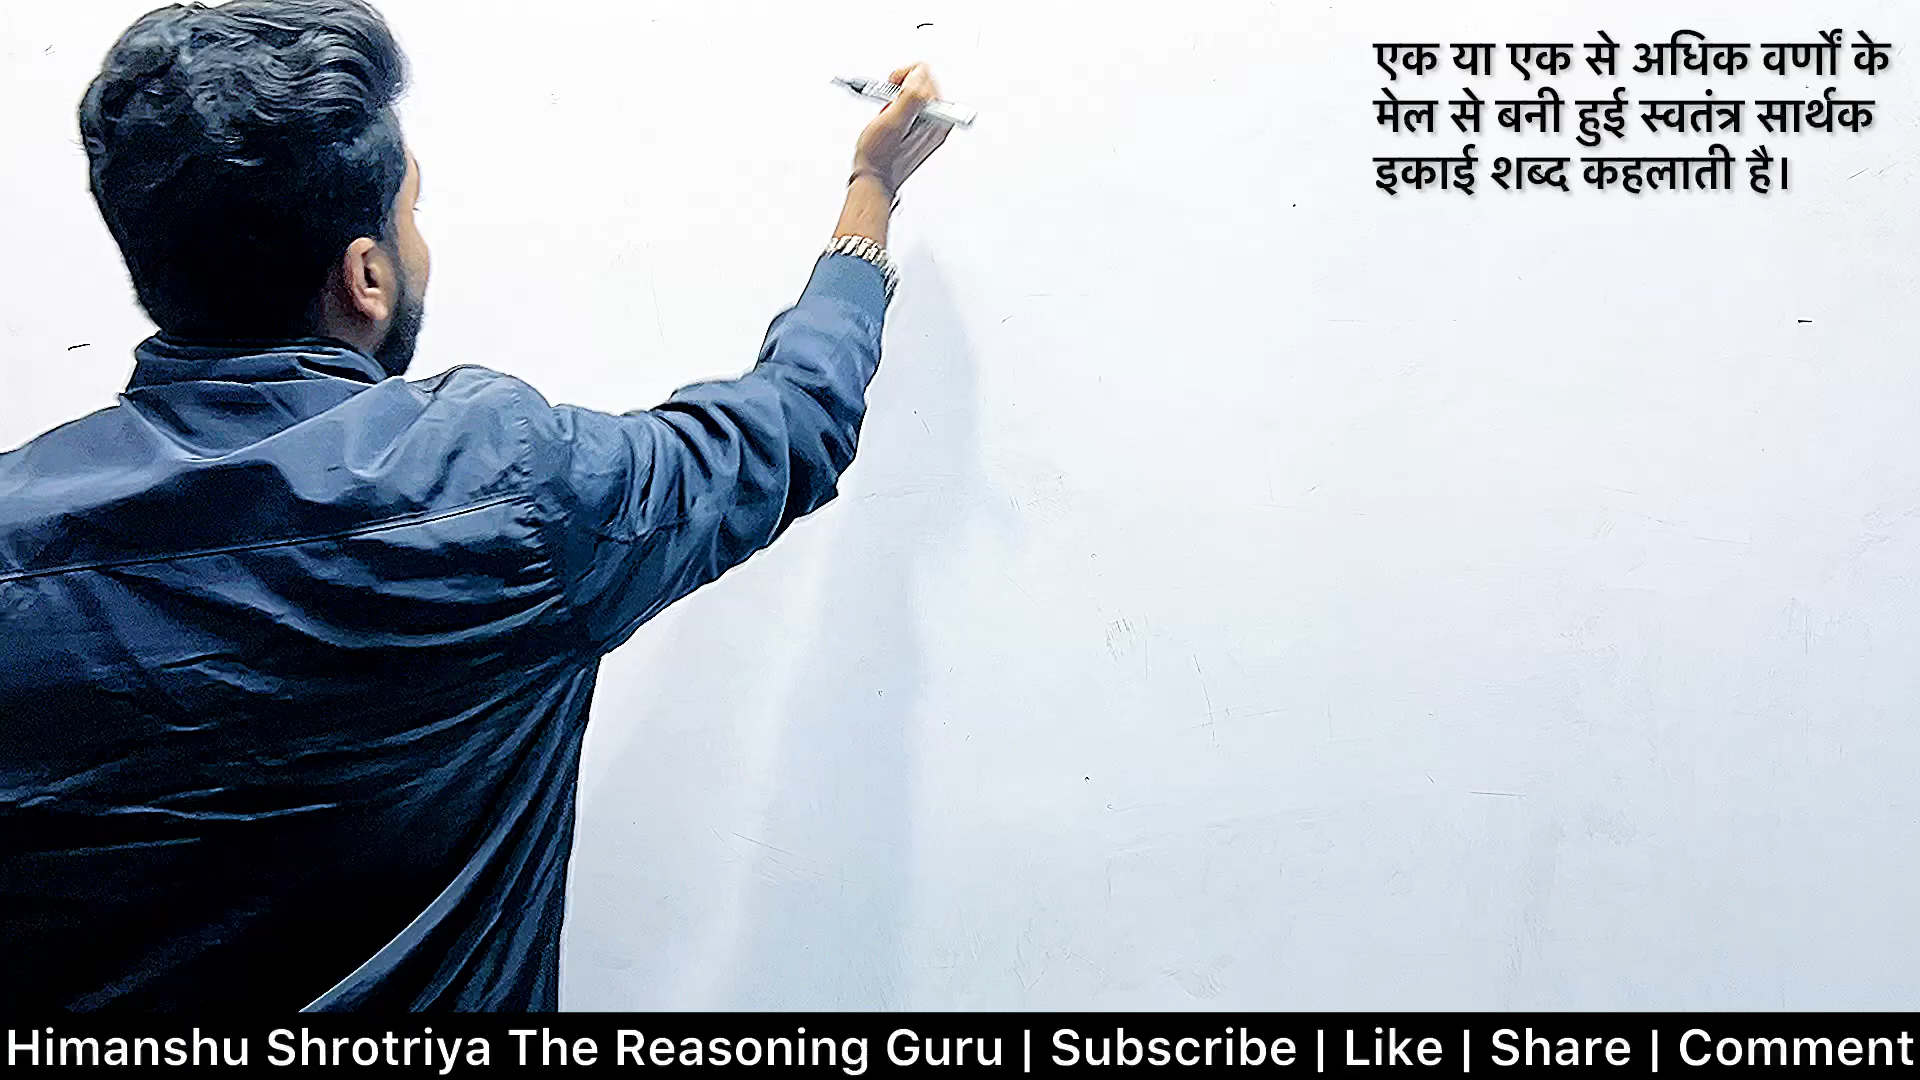 एक या एक से अधिक वर्णों के
मेल से बनी हुई स्वतंत्र सार्थक
इकाई शब्द कहलाती है।
Himanshu Shrotriya The Reasoning Guru | Subscribe | Like | Share | Comment